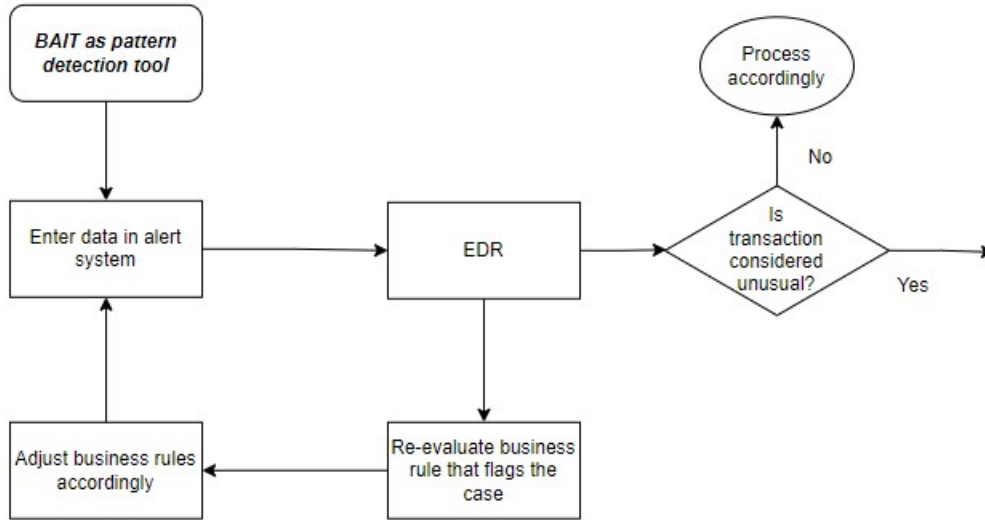 BAIT as pattern
detection tool
Process
accordingly
No
Enter data in alert
system
EDR
Is
transaction
considered
unusual?
Yes
Adjust business rules
accordingly
Re-evaluate business
rule that flags the
case